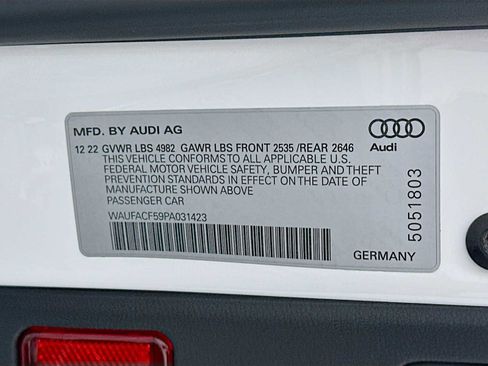 MFD. BY AUDI AG
12 22 GVWR LBS 4982 GAWR LBS FRONT 2535 /REAR 2646
THIS VEHICLE CONFORMS TO ALL APPLICABLE U.S.
FEDERAL MOTOR VEHICLE SAFETY, BUMPER AND THEFT
PREVENTION STANDARDS IN EFFECT ON THE DATE OF
MANUFACTURE SHOWN ABOVE
PASSENGER CAR
WAUFACF59PA031423
Audi
5051803
GERMANY